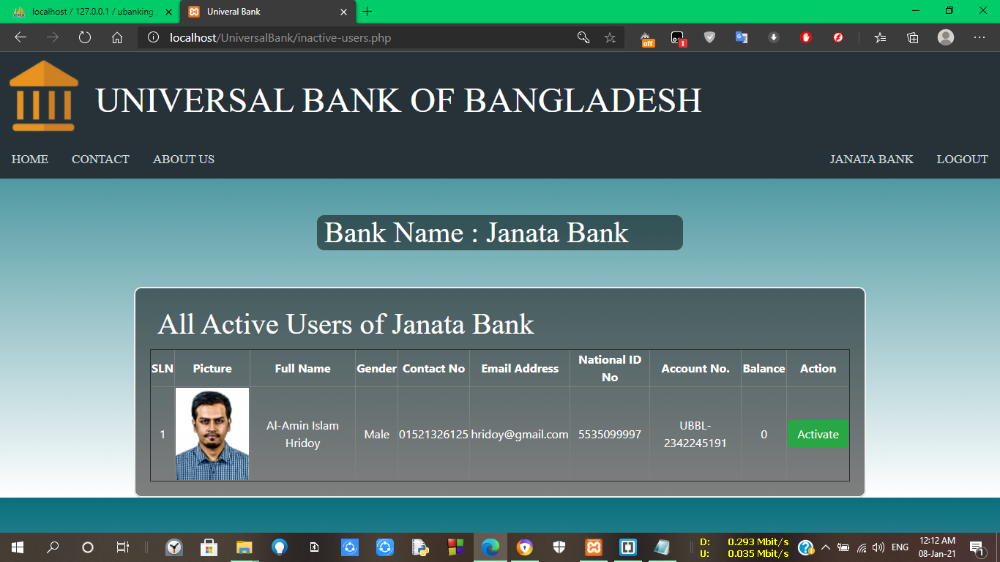 localhost / 127.0.0.1 / ubanking
Univeral Bank
localhost/UniversalBank/inactive-users.php
off
1
UNIVERSAL BANK OF BANGLADESH
HOME CONTACT ABOUT US JANATA BANK LOGOUT
Bank Name : Janata Bank
All Active Users of Janata Bank
SLN Picture Full Name Gender Contact No Email Address National ID No Account No. Balance Action
1 Al-Amin Islam Hridoy Male 01521326125 hridoy@gmail.com 5535099997 UBBL-2342245191 0 Activate
D: 0.293 Mbit/s
U: 0.035 Mbit/s
ENG
12:12 AM
08-Jan-21
1